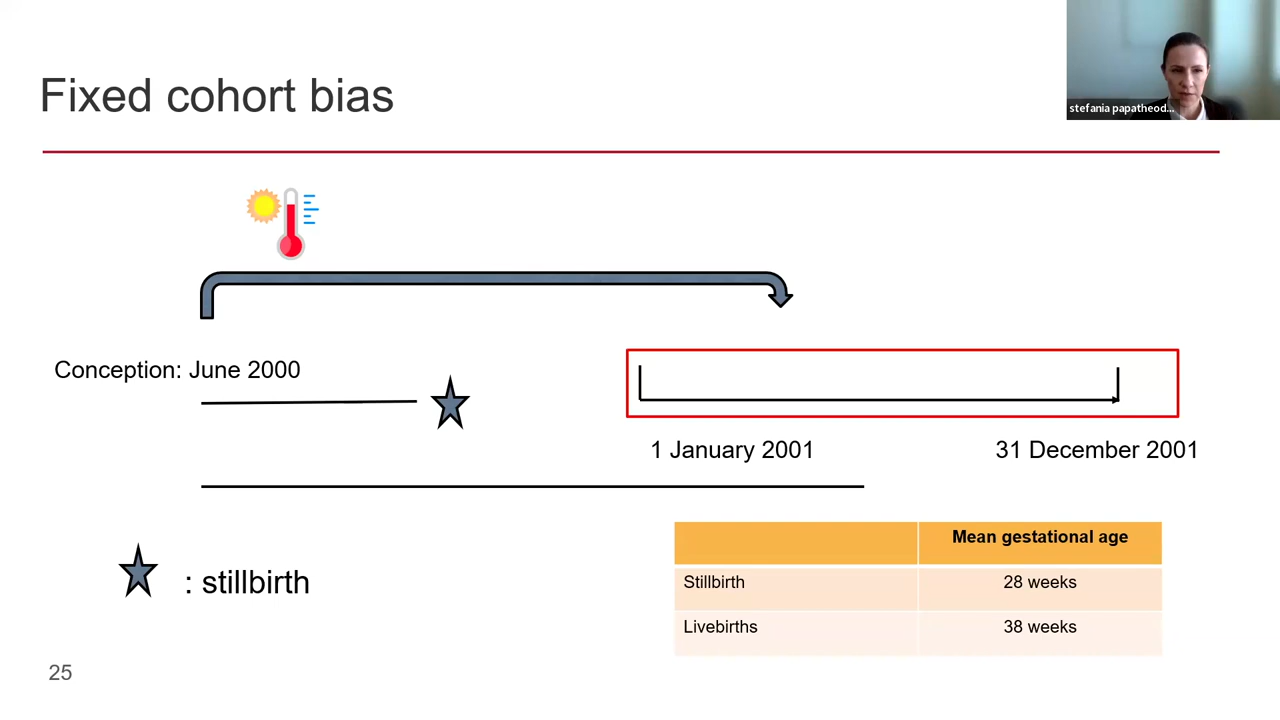 stefania papatheod...
Fixed cohort bias
Conception: June 2000
1 January 2001
31 December 2001
Mean gestational age
Stillbirth
28 weeks
Livebirths
38 weeks
: stillbirth
25